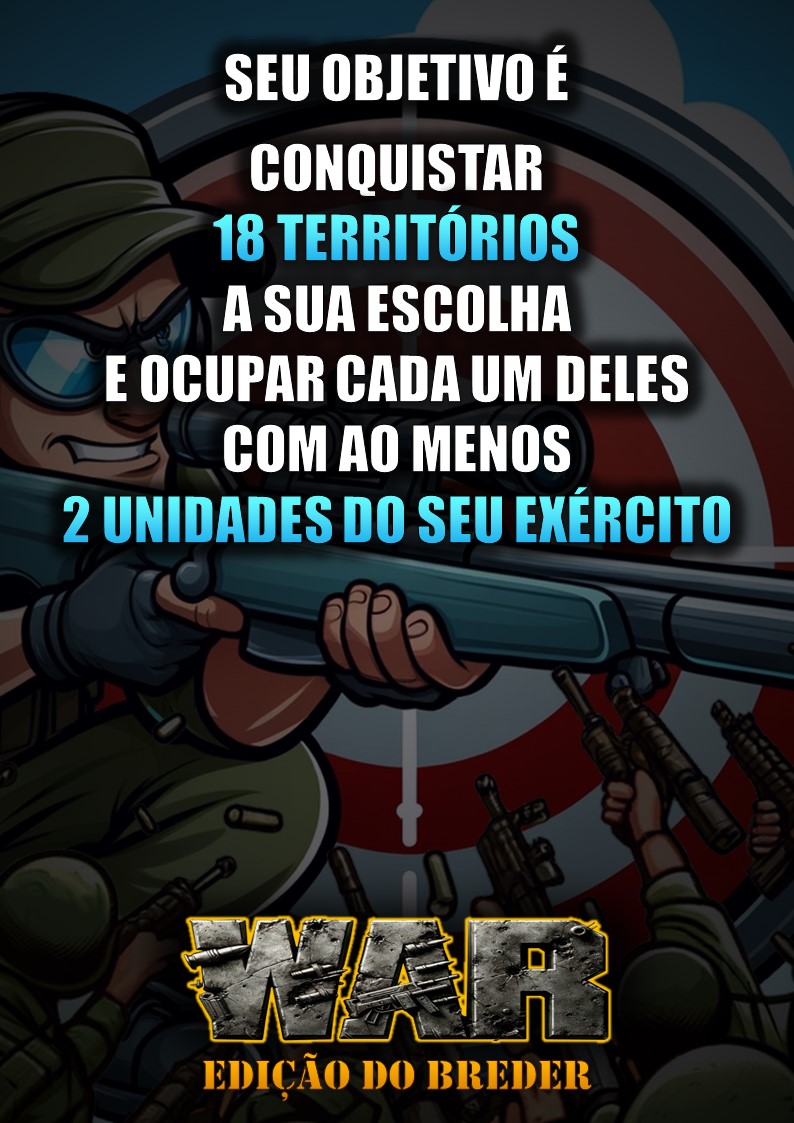 SEU OBJETIVO É
CONQUISTAR
18 TERRITÓRIOS
A SUA ESCOLHA
E OCUPAR CADA UM DELES
COM AO MENOS
2 UNIDADES DO SEU EXÉRCITO
WAR
EDIÇÃO DO BREDER